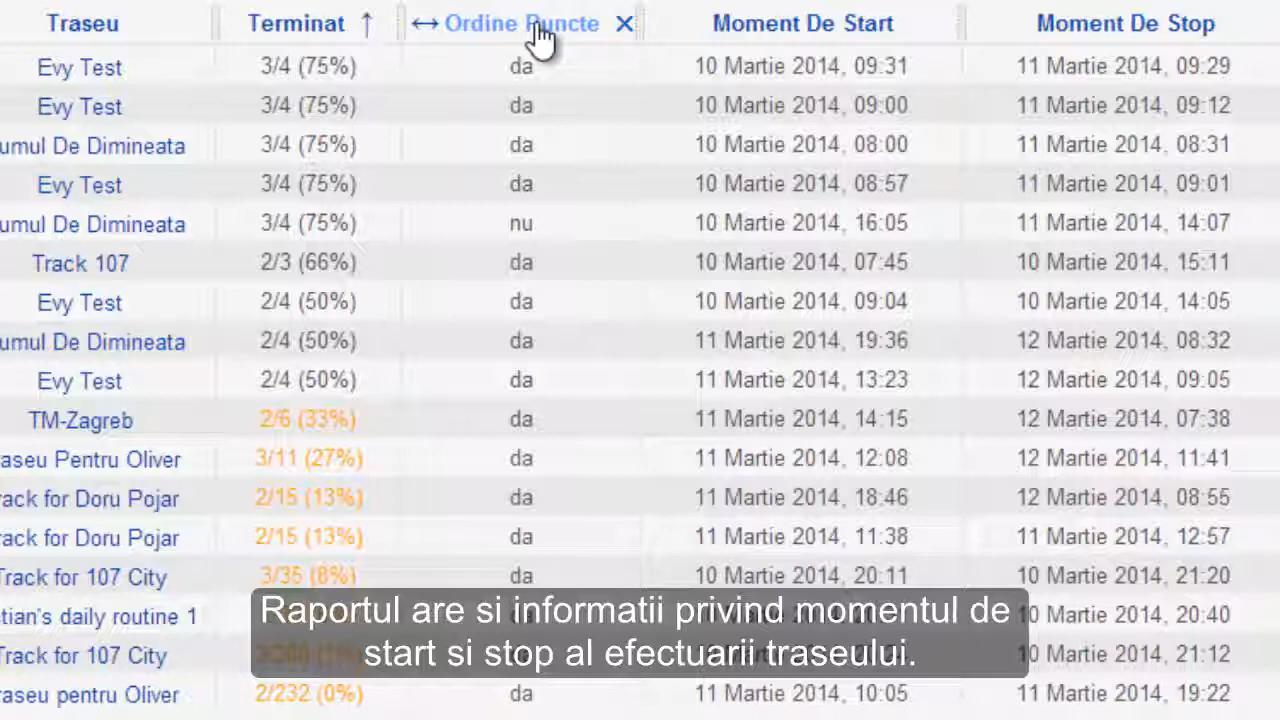 Traseu Terminat ↑ ↔ Ordine Puncte X Moment De Start Moment De Stop
Evy Test 3/4 (75%) da 10 Martie 2014, 09:31 11 Martie 2014, 09:29
Evy Test 3/4 (75%) da 10 Martie 2014, 09:00 11 Martie 2014, 09:12
umul De Dimineata 3/4 (75%) da 10 Martie 2014, 08:00 11 Martie 2014, 08:31
Evy Test 3/4 (75%) da 10 Martie 2014, 08:57 11 Martie 2014, 09:01
umul De Dimineata 3/4 (75%) nu 10 Martie 2014, 16:05 11 Martie 2014, 14:07
Track 107 2/3 (66%) da 10 Martie 2014, 07:45 10 Martie 2014, 15:11
Evy Test 2/4 (50%) da 10 Martie 2014, 09:04 10 Martie 2014, 14:05
umul De Dimineata 2/4 (50%) da 11 Martie 2014, 19:36 12 Martie 2014, 08:32
Evy Test 2/4 (50%) da 11 Martie 2014, 13:23 12 Martie 2014, 09:05
TM-Zagreb 2/6 (33%) da 11 Martie 2014, 14:15 12 Martie 2014, 07:38
aseu Pentru Oliver 3/11 (27%) da 11 Martie 2014, 12:08 12 Martie 2014, 11:41
rack for Doru Pojar 2/15 (13%) da 11 Martie 2014, 18:46 12 Martie 2014, 08:55
rack for Doru Pojar 2/15 (13%) da 11 Martie 2014, 11:38 11 Martie 2014, 12:57
Track for 107 City 3/35 (8%) da 10 Martie 2014, 20:11 10 Martie 2014, 21:20
tian's daily routine 1 0 Martie 2014, 20:40
Track for 107 City 0 Martie 2014, 21:12
raseu pentru Oliver 2/232 (0%) da 11 Martie 2014, 10:05 11 Martie 2014, 19:22
Raportul are si informatii privind momentul de
start si stop al efectuarii traseului.